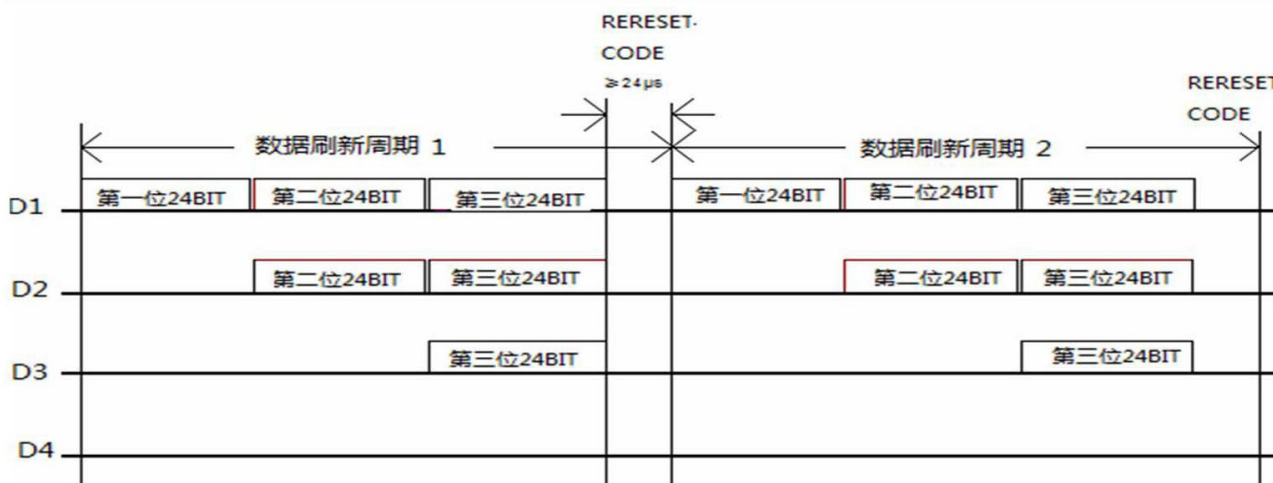 RERESET-
CODE
≥24μs
RERESET
CODE
数据刷新周期 1
数据刷新周期 2
D1
第一位24BIT
第二位24BIT
第三位24BIT
第一位24BIT
第二位24BIT
第三位24BIT
D2
第二位24BIT
第三位24BIT
第二位24BIT
第三位24BIT
D3
第三位24BIT
第三位24BIT
D4